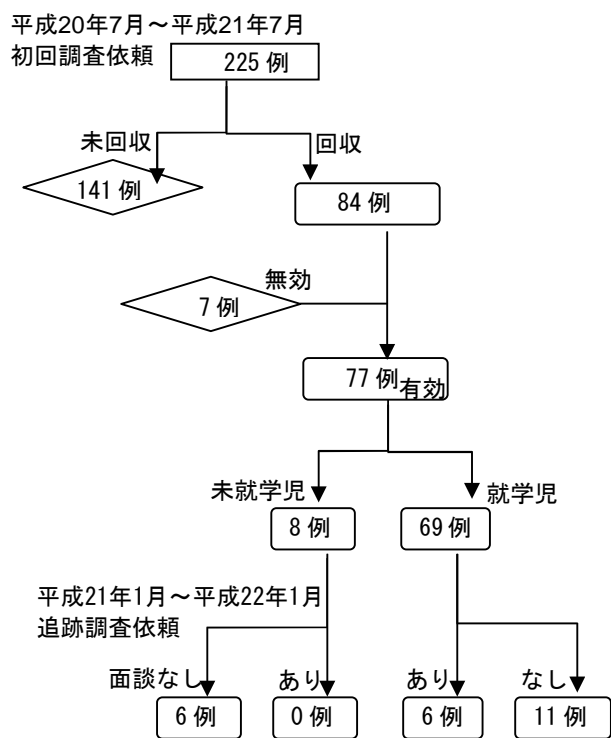 平成20年7月～平成21年7月
初回調査依頼
225 例
未回収
回収
141 例
84 例
無効
7 例
77 例
有効
未就学児
就学児
8 例
69 例
平成21年1月～平成22年1月
追跡調査依頼
面談なし
あり
あり
なし
6 例
0 例
6 例
11 例